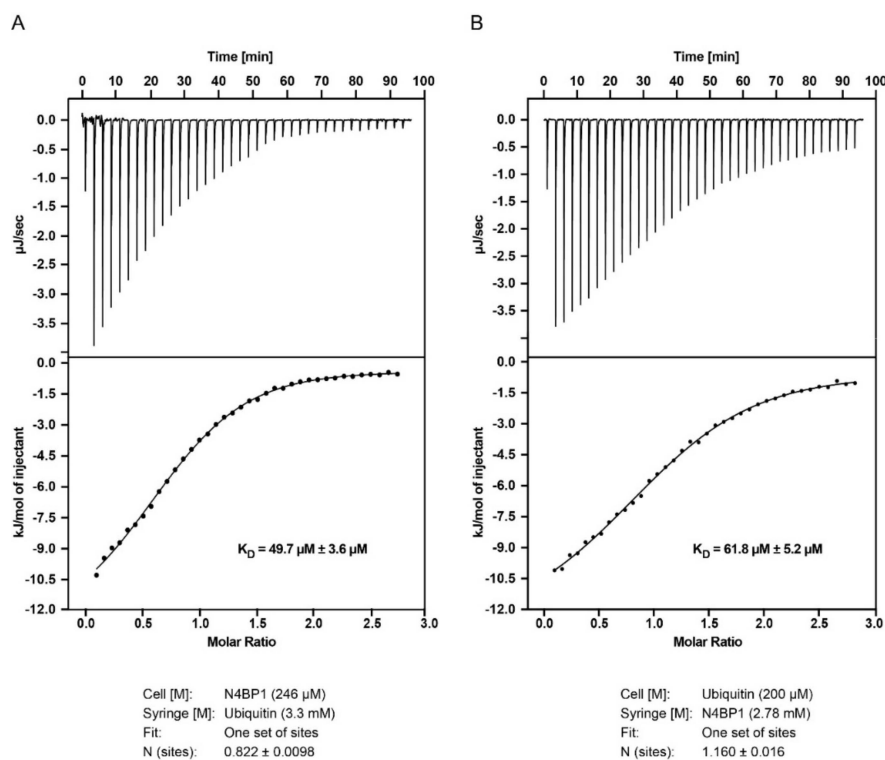 A
Time [min]
0 10 20 30 40 50 60 70 80 90 100
0.0
-0.5
-1.0
-1.5
-2.0
-2.5
-3.0
-3.5
µJ/sec
0.0
-1.5
-3.0
-4.5
-6.0
-7.5
-9.0
-10.5
-12.0
kJ/mol of injectant
K_D = 49.7 µM ± 3.6 µM
0.0 0.5 1.0 1.5 2.0 2.5 3.0
Molar Ratio
Cell [M]: N4BP1 (246 µM)
Syringe [M]: Ubiquitin (3.3 mM)
Fit: One set of sites
N (sites): 0.822 ± 0.0098
B
Time [min]
0 10 20 30 40 50 60 70 80 90 100
0.0
-0.5
-1.0
-1.5
-2.0
-2.5
-3.0
-3.5
µJ/sec
0.0
-1.5
-3.0
-4.5
-6.0
-7.5
-9.0
-10.5
-12.0
kJ/mol of injectant
K_D = 61.8 µM ± 5.2 µM
0.0 0.5 1.0 1.5 2.0 2.5 3.0
Molar Ratio
Cell [M]: Ubiquitin (200 µM)
Syringe [M]: N4BP1 (2.78 mM)
Fit: One set of sites
N (sites): 1.160 ± 0.016